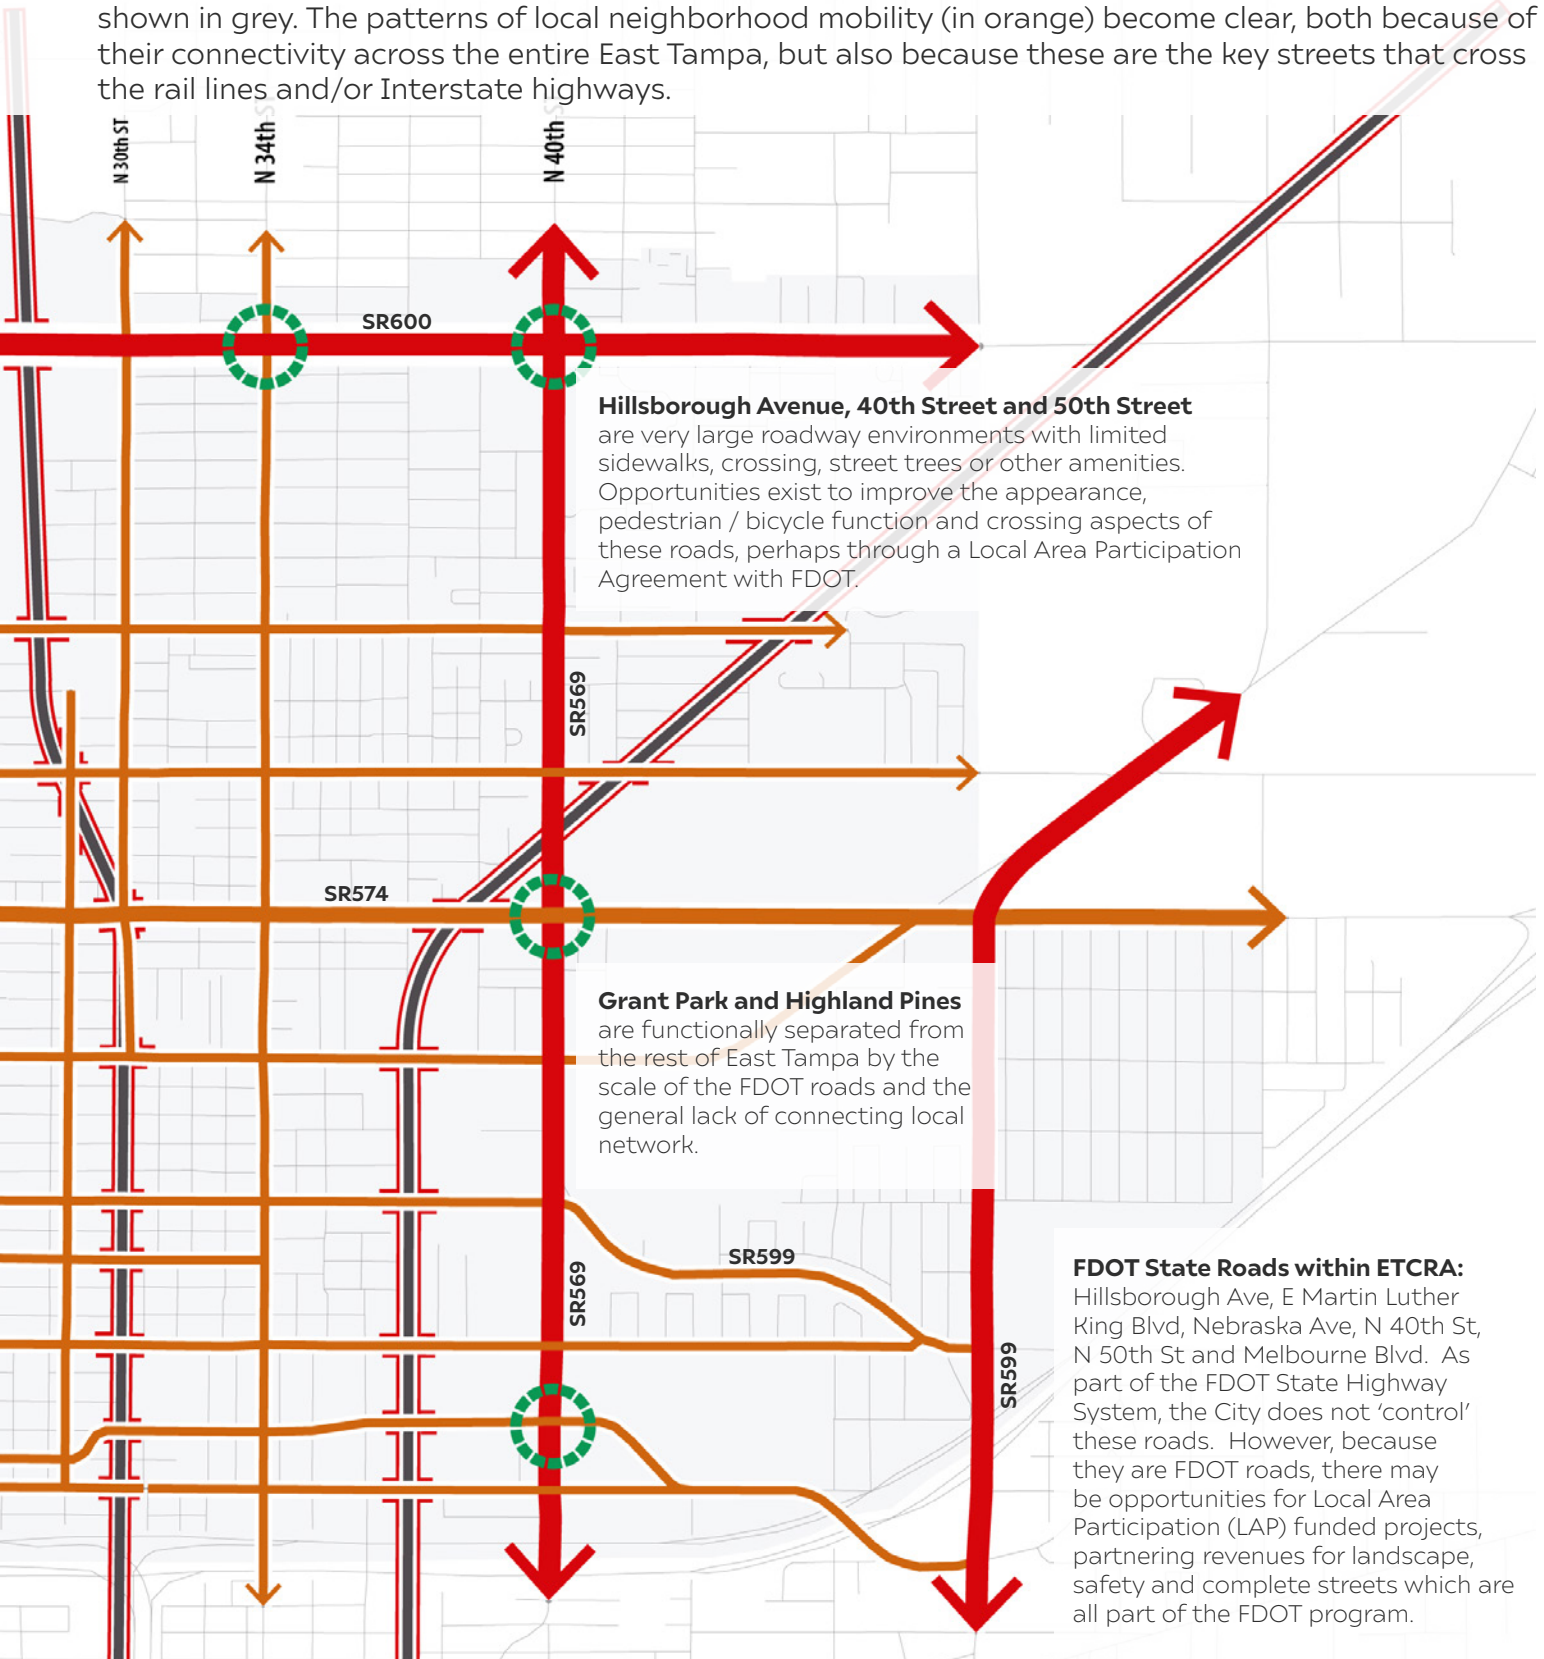 shown in grey. The patterns of local neighborhood mobility (in orange) become clear, both because of
their connectivity across the entire East Tampa, but also because these are the key streets that cross
the rail lines and/or Interstate highways.
N 30th ST
N 34th ST
N 40th S
SR600
Hillsborough Avenue, 40th Street and 50th Street
are very large roadway environments with limited
sidewalks, crossing, street trees or other amenities.
Opportunities exist to improve the appearance,
pedestrian / bicycle function and crossing aspects of
these roads, perhaps through a Local Area Participation
Agreement with FDOT.
SR569
SR574
Grant Park and Highland Pines
are functionally separated from
the rest of East Tampa by the
scale of the FDOT roads and the
general lack of connecting local
network.
SR599
SR569
SR599
FDOT State Roads within ETCRA:
Hillsborough Ave, E Martin Luther
King Blvd, Nebraska Ave, N 40th St,
N 50th St and Melbourne Blvd.  As
part of the FDOT State Highway
System, the City does not ‘control’
these roads.  However, because
they are FDOT roads, there may
be opportunities for Local Area
Participation (LAP) funded projects,
partnering revenues for landscape,
safety and complete streets which are
all part of the FDOT program.